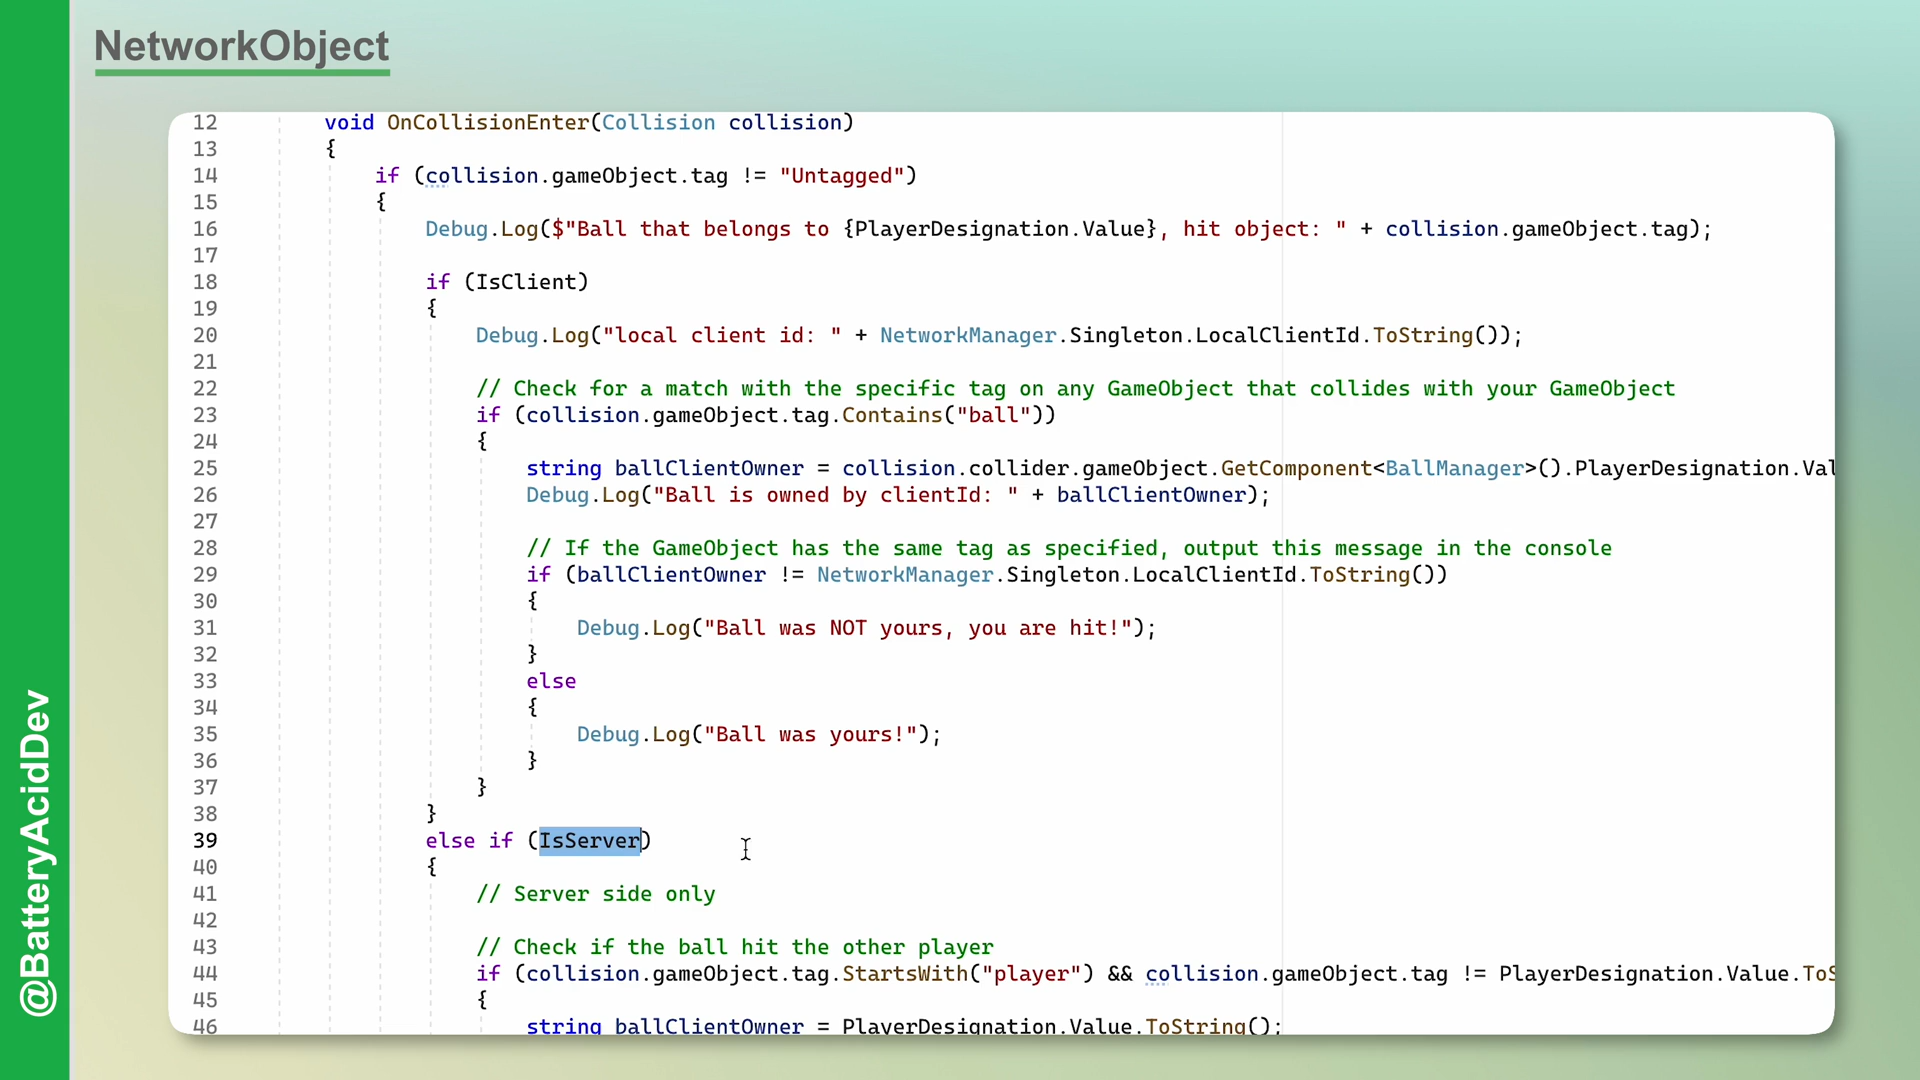 NetworkObject
@BatteryAcidDev
12 void OnCollisionEnter(Collision collision)
13 {
14 if (collision.gameObject.tag != "Untagged")
15 {
16 Debug.Log($"Ball that belongs to {PlayerDesignation.Value}, hit object: " + collision.gameObject.tag);
17
18 if (IsClient)
19 {
20 Debug.Log("local client id: " + NetworkManager.Singleton.LocalClientId.ToString());
21
22 // Check for a match with the specific tag on any GameObject that collides with your GameObject
23 if (collision.gameObject.tag.Contains("ball"))
24 {
25 string ballClientOwner = collision.collider.gameObject.GetComponent<BallManager>().PlayerDesignation.Val
26 Debug.Log("Ball is owned by clientId: " + ballClientOwner);
27
28 // If the GameObject has the same tag as specified, output this message in the console
29 if (ballClientOwner != NetworkManager.Singleton.LocalClientId.ToString())
30 {
31 Debug.Log("Ball was NOT yours, you are hit!");
32 }
33 else
34 {
35 Debug.Log("Ball was yours!");
36 }
37 }
38 }
39 else if (IsServer)
40 {
41 // Server side only
42
43 // Check if the ball hit the other player
44 if (collision.gameObject.tag.StartsWith("player") && collision.gameObject.tag != PlayerDesignation.Value.ToS
45 {
46 string ballClientOwner = PlayerDesignation.Value.ToString();